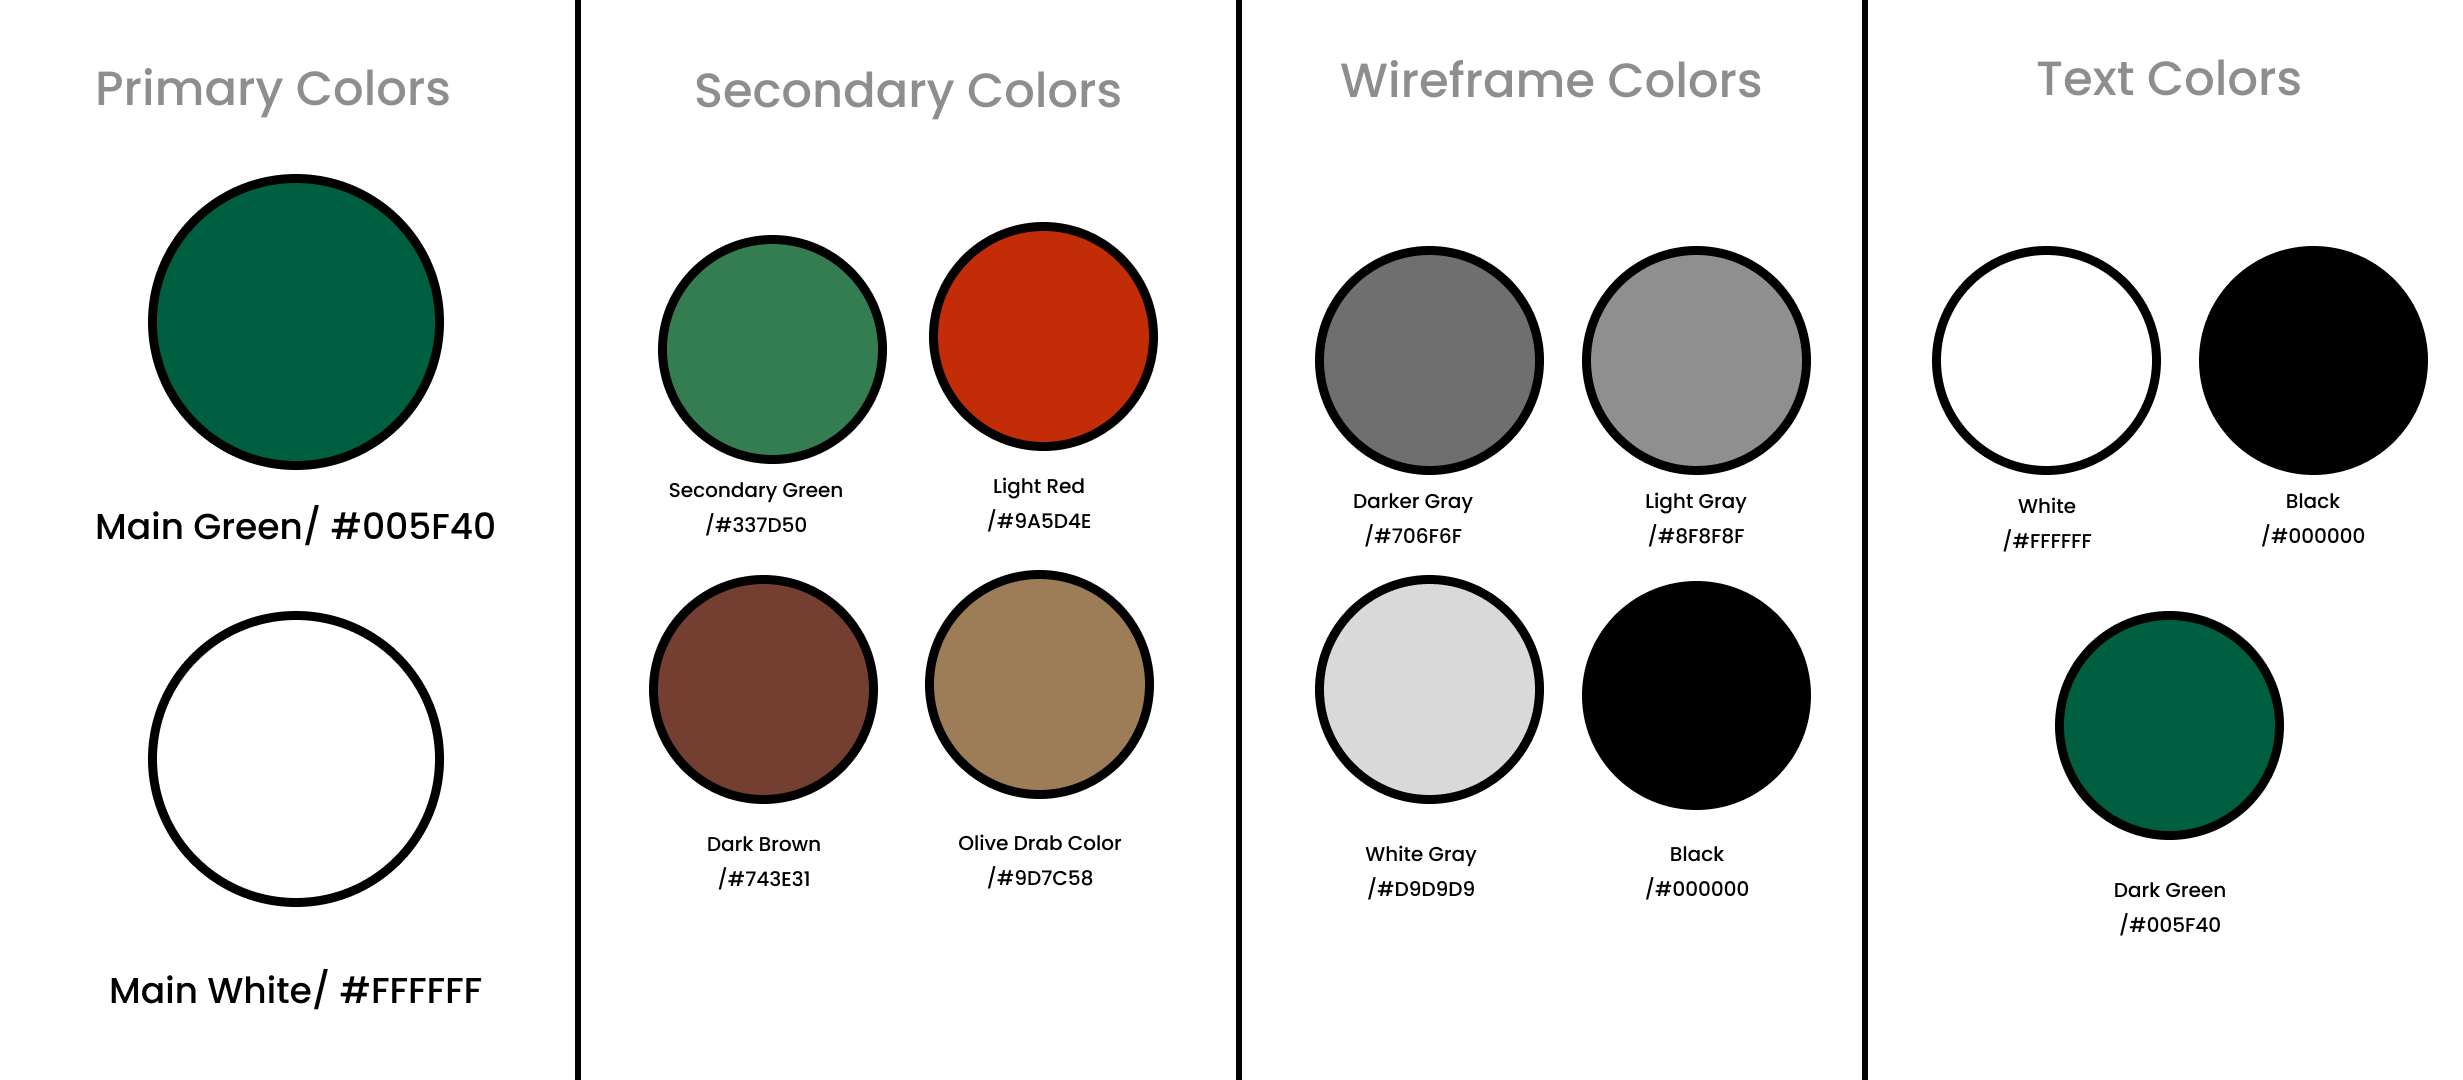 Primary Colors
Main Green/ #005F40
Main White/ #FFFFFF
Secondary Colors
Secondary Green
/#337D50
Light Red
/#9A5D4E
Dark Brown
/#743E31
Olive Drab Color
/#9D7C58
Wireframe Colors
Darker Gray
/#706F6F
Light Gray
/#8F8F8F
White Gray
/#D9D9D9
Black
/#000000
Text Colors
White
/#FFFFFF
Black
/#000000
Dark Green
/#005F40